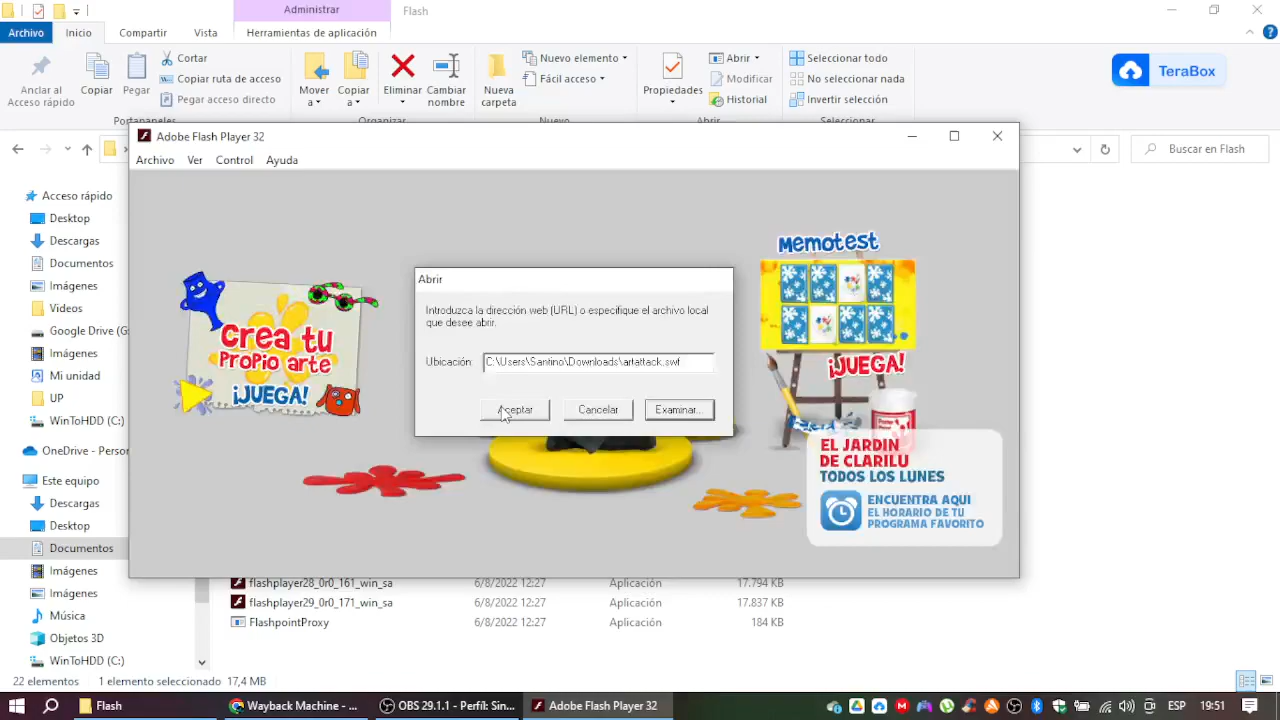 Administrar
Flash
Archivo
Inicio
Compartir
Vista
Herramientas de aplicación
Anclar al
Acceso rápido
Copiar
Pegar
Cortar
Copiar ruta de acceso
Pegar acceso directo
Portapapeles
Mover
a
Copiar
a
Eliminar
Cambiar
nombre
Organizar
Nueva
carpeta
Nuevo elemento
Fácil acceso
Nuevo
Propiedades
Abrir
Modificar
Historial
Abrir
Seleccionar todo
No seleccionar nada
Invertir selección
Seleccionar
TeraBox
Buscar en Flash
Acceso rápido
Desktop
Descargas
Documentos
Imágenes
Videos
Google Drive (G:
Imágenes
Mi unidad
UP
WinToHDD (C:)
OneDrive - Person
Este equipo
Descargas
Desktop
Documentos
Imágenes
Imágenes
Música
Objetos 3D
WinToHDD (C:)
Adobe Flash Player 32
Archivo
Ver
Control
Ayuda
Crea tu
Propio arte
¡JUEGA!
Memotest
¡JUEGA!
EL JARDIN
DE CLARILU
TODOS LOS LUNES
ENCUENTRA AQUI
EL HORARIO DE TU
PROGRAMA FAVORITO
Abrir
Introduzca la dirección web (URL) o especifique el archivo local
que desee abrir.
Ubicación:
C:\Users\Santino\Downloads\artattack.swf
Aceptar
Cancelar
Examinar...
flashplayer28_0r0_161_win_sa 6/8/2022 12:27 Aplicación 17.794 KB
flashplayer29_0r0_171_win_sa 6/8/2022 12:27 Aplicación 17.837 KB
FlashpointProxy 6/8/2022 12:27 Aplicación 184 KB
22 elementos
1 elemento seleccionado
17,4 MB
Flash
Wayback Machine - ...
OBS 29.1.1 - Perfil: Sin...
Adobe Flash Player 32
ESP
19:51